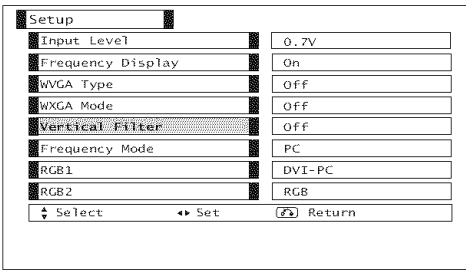 Setup
Input Level 0.7V
Frequency Display On
WVGA Type Off
WXGA Mode Off
Vertical Filter Off
Frequency Mode PC
RGB1 DVI-PC
RGB2 RGB
Select Set Return